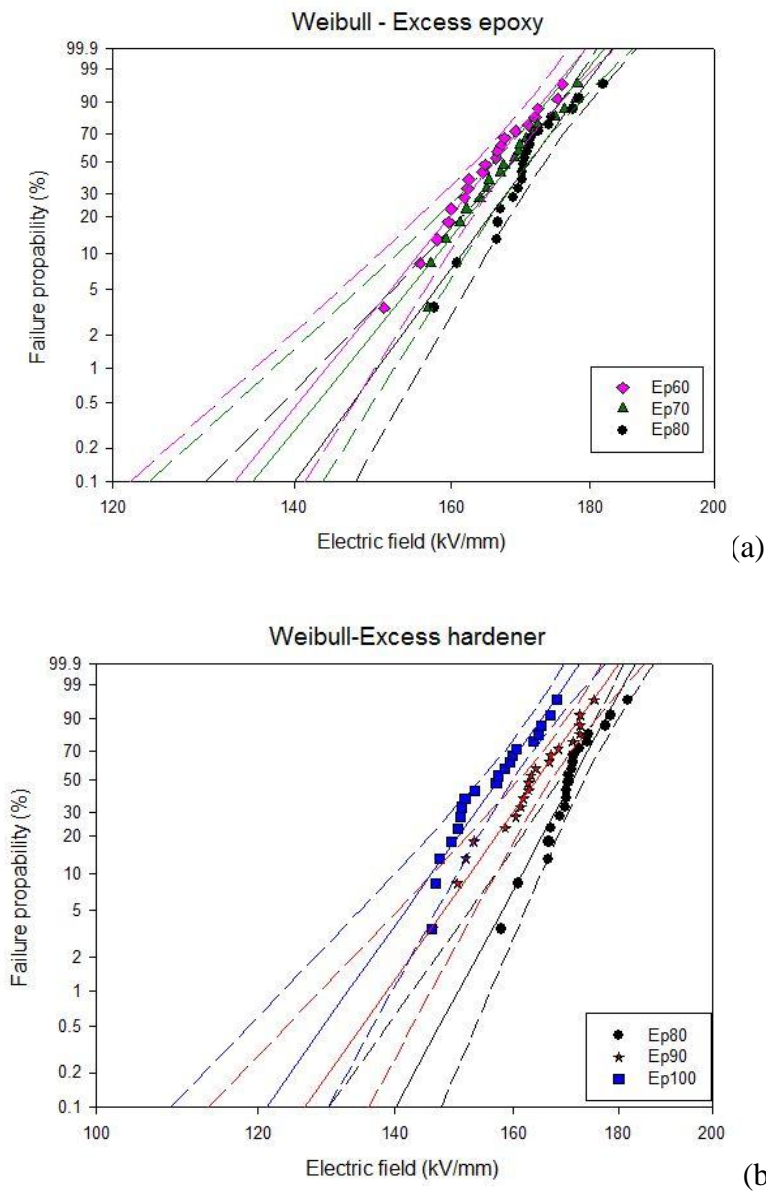 Weibull - Excess epoxy
99.9
99
90
70
50
30
20
10
5
2
1
0.5
0.2
0.1
Failure propability (%)
Ep60
Ep70
Ep80
120 140 160 180 200
Electric field (kV/mm)
(a)
Weibull-Excess hardener
99.9
99
90
70
50
30
20
10
5
2
1
0.5
0.2
0.1
Failure propability (%)
Ep80
Ep90
Ep100
100 120 140 160 180 200
Electric field (kV/mm)
(b